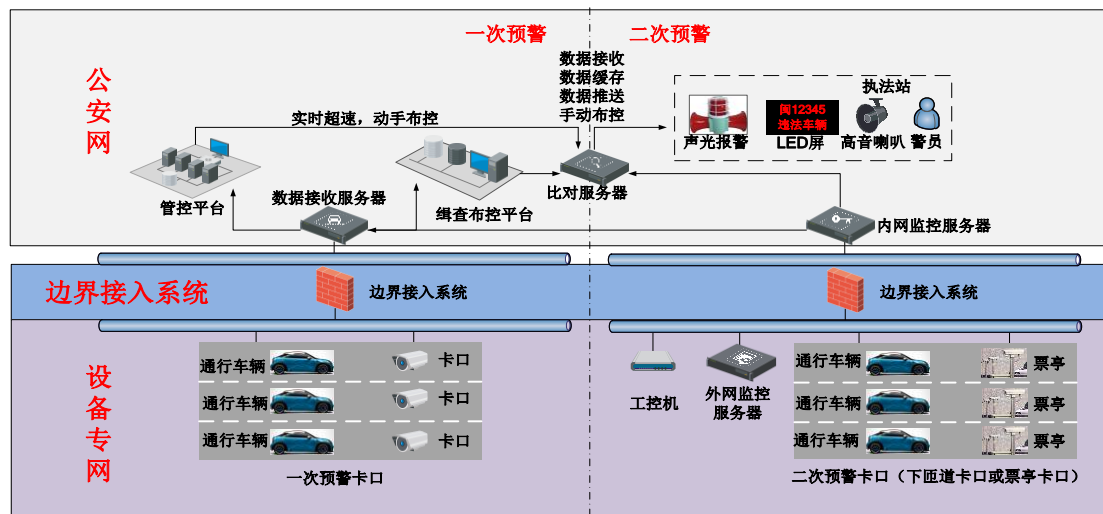 一次预警
二次预警
公安网
数据接收
数据缓存
数据推送
手动布控
执法站
闽12345
违法车辆
声光报警
LED屏
高音喇叭
警员
实时超速，动手布控
管控平台
数据接收服务器
缉查布控平台
比对服务器
内网监控服务器
边界接入系统
边界接入系统
边界接入系统
设备专网
通行车辆
卡口
通行车辆
卡口
通行车辆
卡口
一次预警卡口
工控机
外网监控
服务器
通行车辆
票亭
通行车辆
票亭
通行车辆
票亭
二次预警卡口（下匝道卡口或票亭卡口）